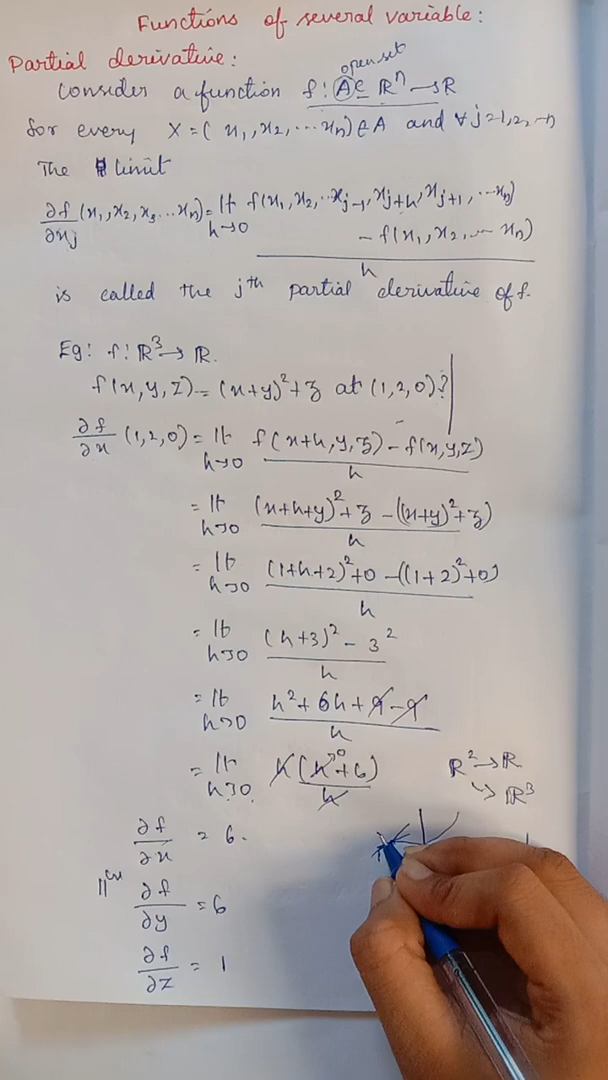 Functions of several variable:
Partial derivative:
open set
Consider a function f: A ⊆ ℝⁿ → ℝ
for every X = (x₁, x₂, ... xₙ) ∈ A and ∀ j=1,2,..n
The limit
∂f/∂xj (x₁, x₂, x₃ ... xₙ) = lt h→0 f(x₁, x₂, .. xj-1, xj+h, xj+1, ... xₙ)
- f(x₁, x₂, ... xₙ) / h
is called the jth partial derivative of f.
Eg: f: ℝ³ → ℝ.
f(x, y, z) = (x+y)² + z at (1, 2, 0)?
∂f/∂x (1, 2, 0) = lt h→0 f(x+h, y, z) - f(x, y, z) / h
= lt h→0 (x+h+y)² + z - ((x+y)² + z) / h
= lt h→0 (1+h+2)² + 0 - ((1+2)² + 0) / h
= lt h→0 (h+3)² - 3² / h
= lt h→0 h² + 6h + 9 - 9 / h
= lt h→0 h(h→0 + 6) / h
ℝ² → ℝ
↳ ℝ³
∂f/∂x = 6.
||ly ∂f/∂y = 6
∂f/∂z = 1